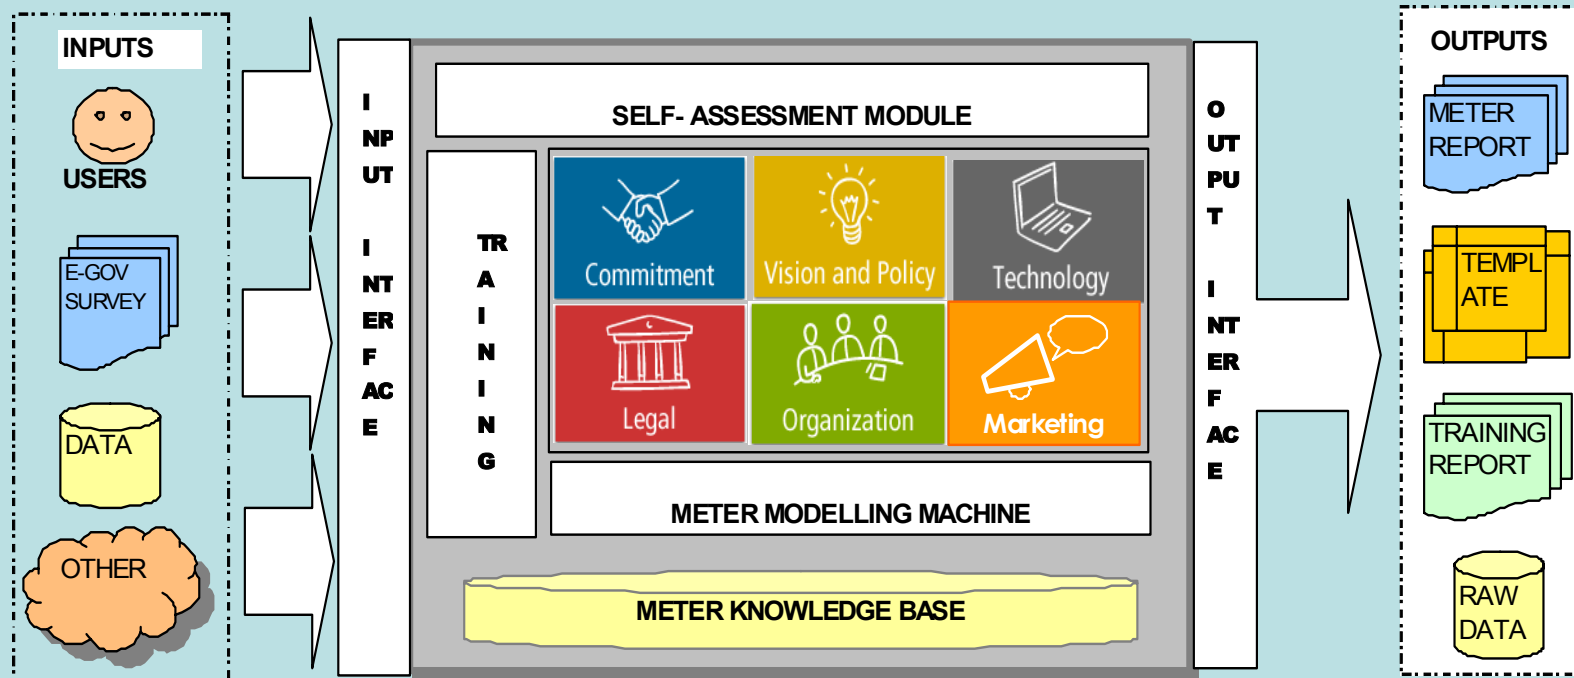 INPUTS
USERS
E-GOV
SURVEY
DATA
OTHER
I
NP
UT
I
NT
ER
F
AC
E
SELF- ASSESSMENT MODULE
TR
A
I
N
I
N
G
Commitment
Vision and Policy
Technology
Legal
Organization
Marketing
METER MODELLING MACHINE
METER KNOWLEDGE BASE
O
UT
PU
T
I
NT
ER
F
AC
E
OUTPUTS
METER
REPORT
TEMPL
ATE
TRAINING
REPORT
RAW
DATA